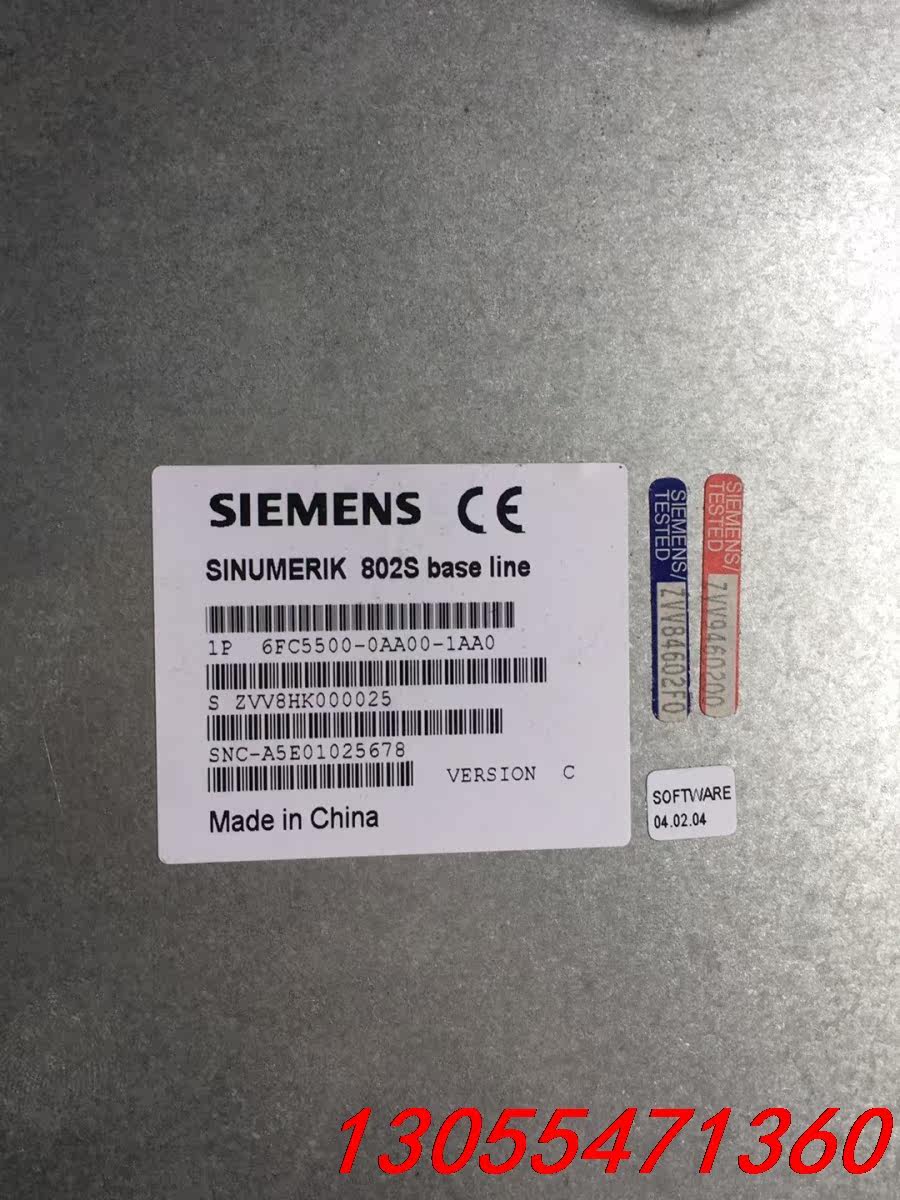 SIEMENS CE
SINUMERIK 802S base line
1P 6FC5500-0AA00-1AA0
S ZVV8HK000025
SNC-A5E01025678
VERSION C
Made in China
SIEMENS/
TESTED
ZVV84602F0
SIEMENS/
TESTED
ZVV9460200
SOFTWARE
04.02.04
13055471360